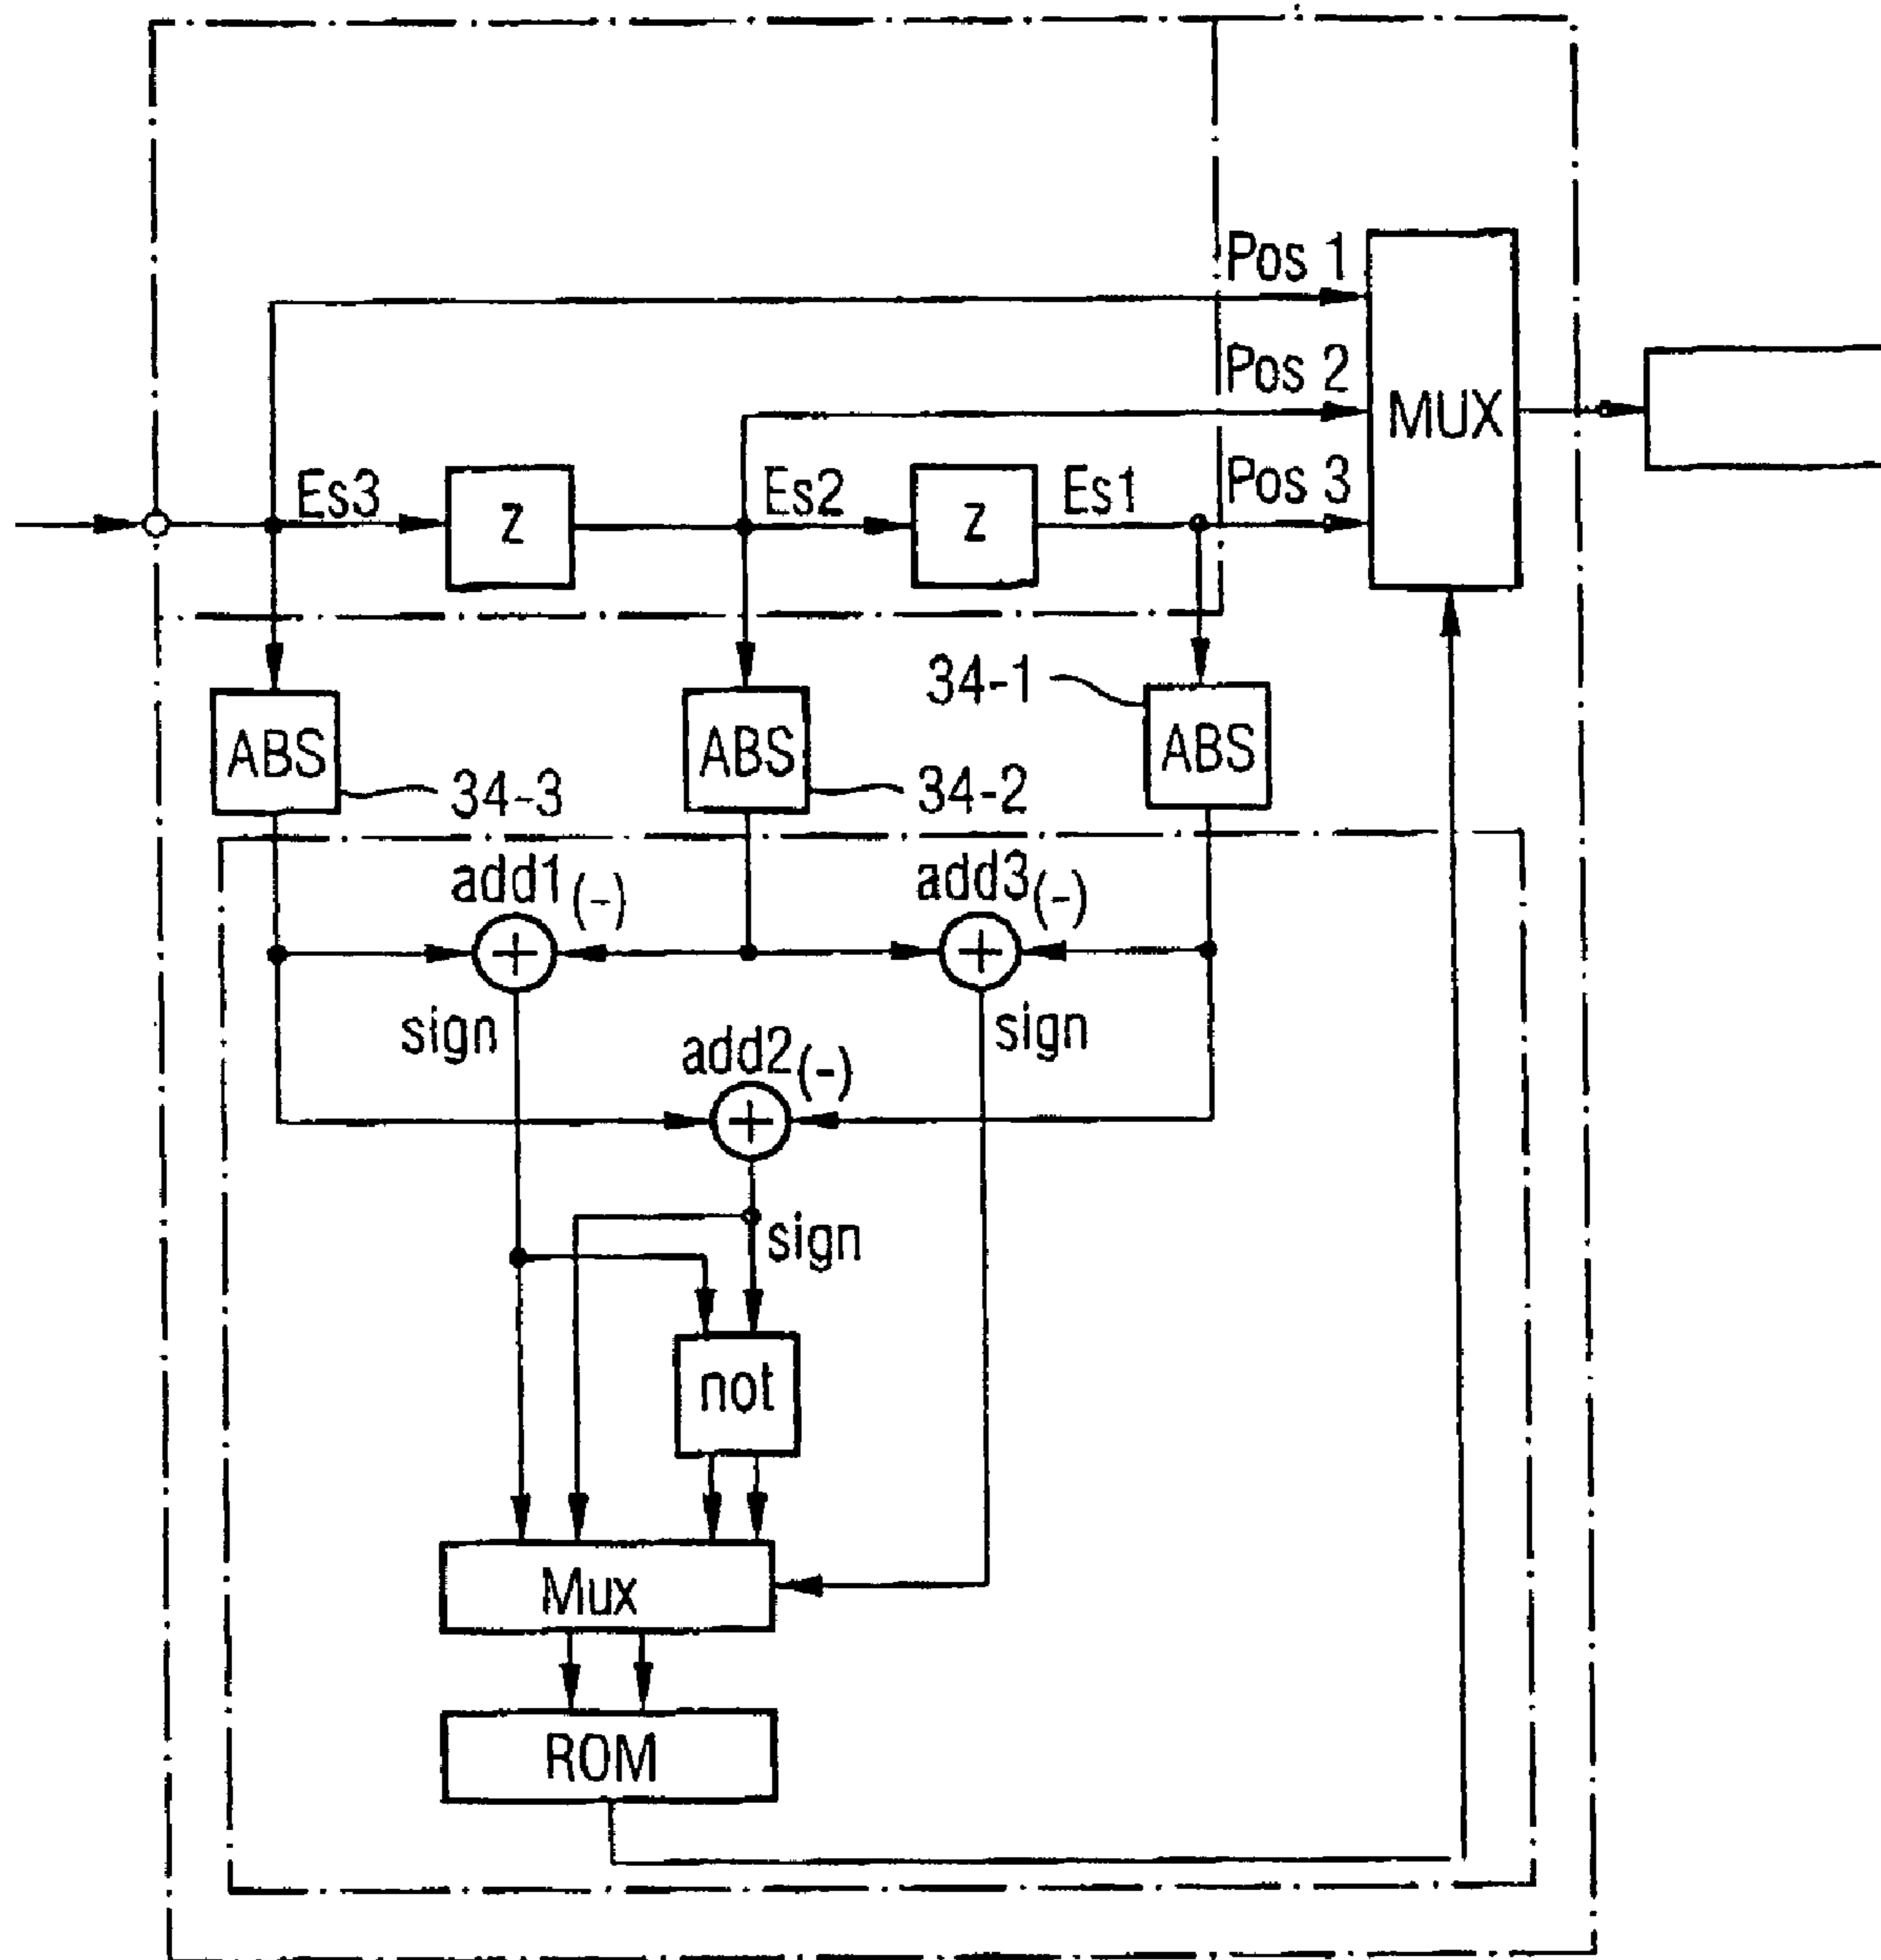 Pos 1
Pos 2
MUX
Es3
Z
Es2
Z
Es1
Pos 3
34-1
ABS
ABS
ABS
34-3
34-2
add1(-)
add3(-)
+
+
sign
sign
add2(-)
+
sign
not
Mux
ROM